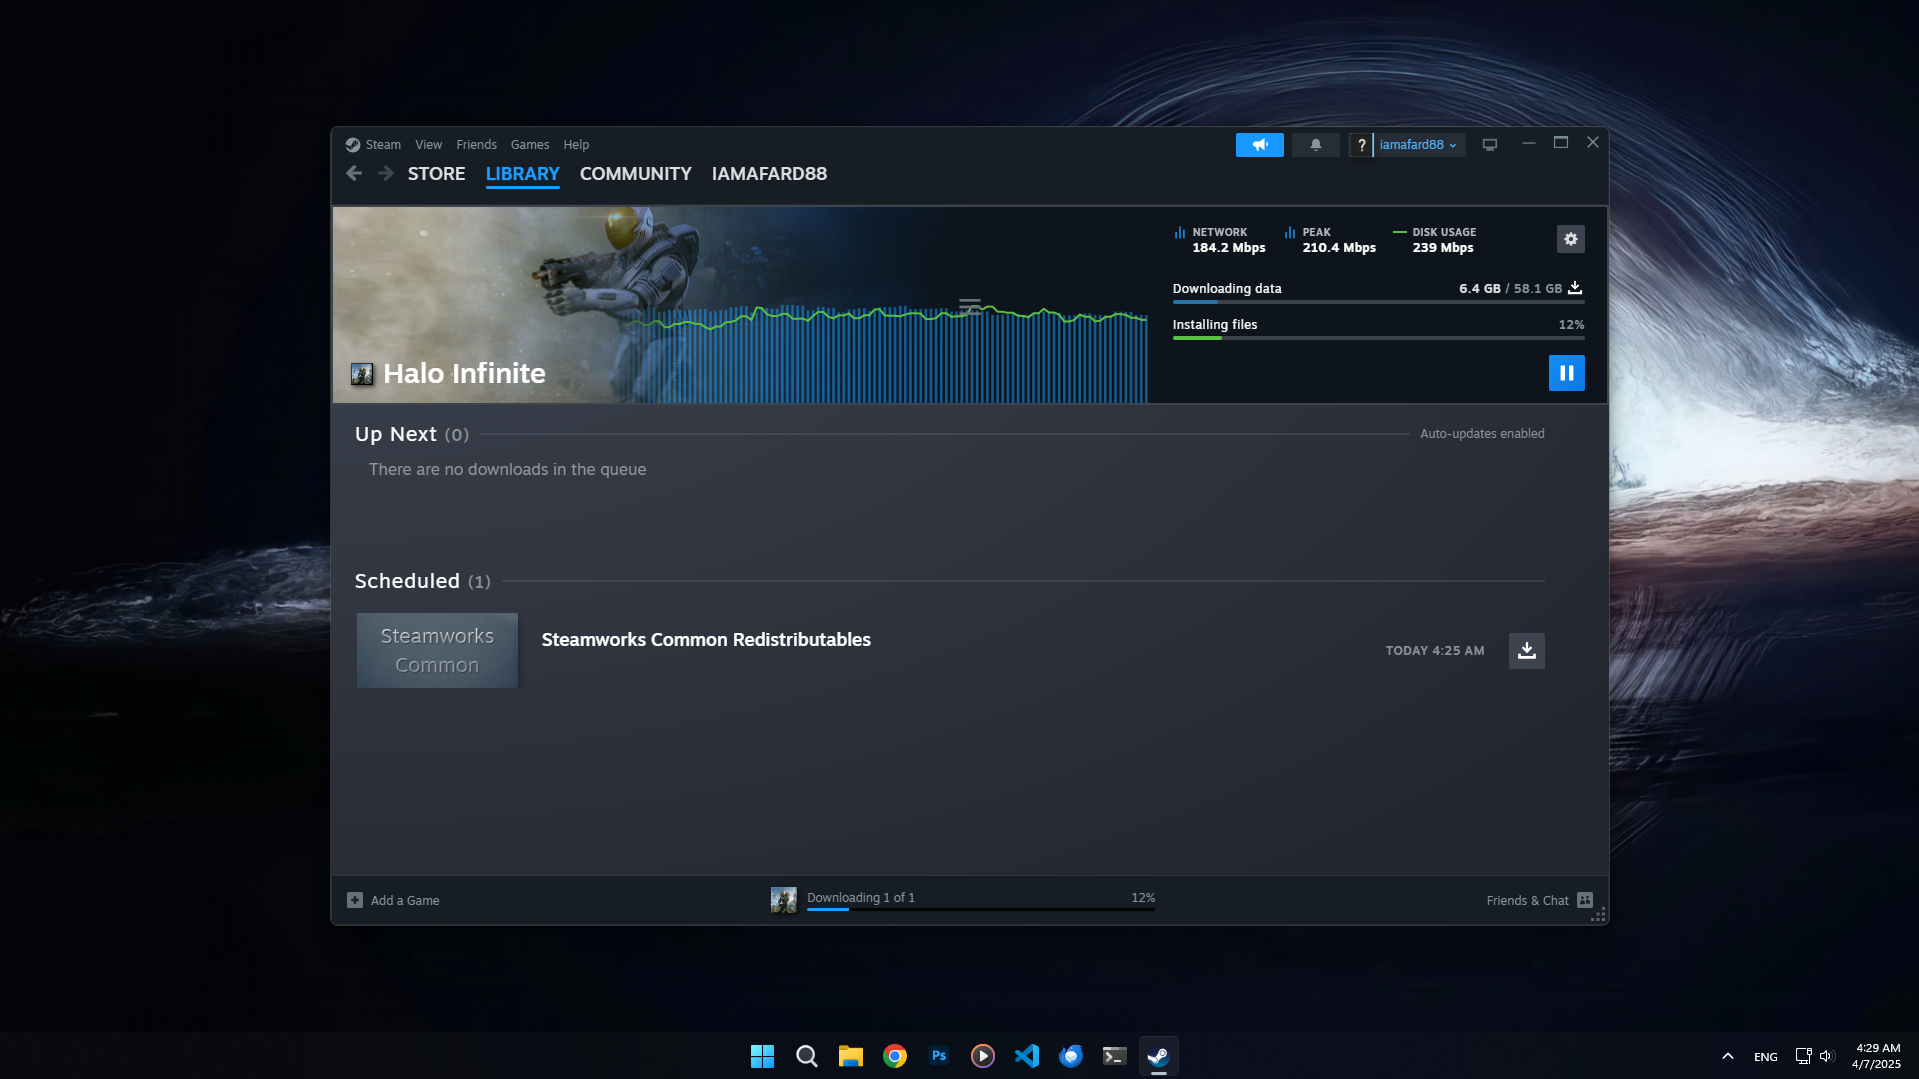 Steam View Friends Games Help
? iamafard88
STORE LIBRARY COMMUNITY IAMAFARD88
NETWORK PEAK DISK USAGE
184.2 Mbps 210.4 Mbps 239 Mbps
Downloading data 6.4 GB / 58.1 GB
Installing files 12%
Halo Infinite
Up Next (0) Auto-updates enabled
There are no downloads in the queue
Scheduled (1)
Steamworks
Common
Steamworks Common Redistributables
TODAY 4:25 AM
Add a Game
Downloading 1 of 1 12%
Friends & Chat
Ps
ENG
4:29 AM
4/7/2025